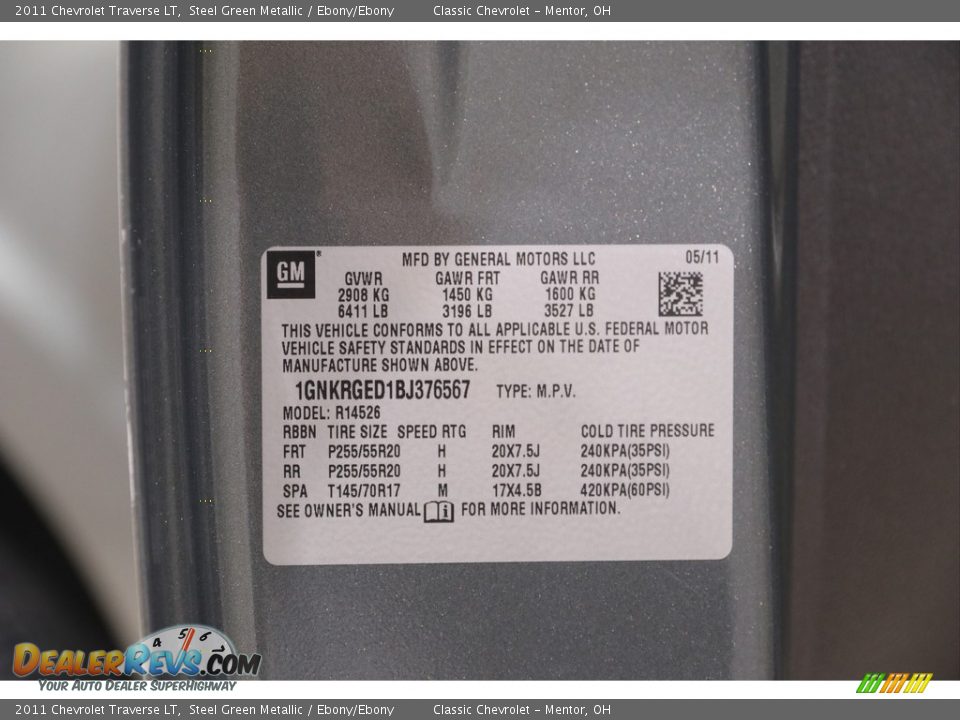 2011 Chevrolet Traverse LT,  Steel Green Metallic / Ebony/Ebony        Classic Chevrolet - Mentor, OH
GM® MFD BY GENERAL MOTORS LLC 05/11
GVWR GAWR FRT GAWR RR
2908 KG 1450 KG 1600 KG
6411 LB 3196 LB 3527 LB
THIS VEHICLE CONFORMS TO ALL APPLICABLE U.S. FEDERAL MOTOR
VEHICLE SAFETY STANDARDS IN EFFECT ON THE DATE OF
MANUFACTURE SHOWN ABOVE.
1GNKRGED1BJ376567 TYPE: M.P.V.
MODEL: R14526
RBBN TIRE SIZE SPEED RTG RIM COLD TIRE PRESSURE
FRT P255/55R20 H 20X7.5J 240KPA(35PSI)
RR P255/55R20 H 20X7.5J 240KPA(35PSI)
SPA T145/70R17 M 17X4.5B 420KPA(60PSI)
SEE OWNER'S MANUAL i FOR MORE INFORMATION.
4 5 6 7
DEALERREVS.COM
YOUR AUTO DEALER SUPERHIGHWAY
2011 Chevrolet Traverse LT,  Steel Green Metallic / Ebony/Ebony        Classic Chevrolet - Mentor, OH